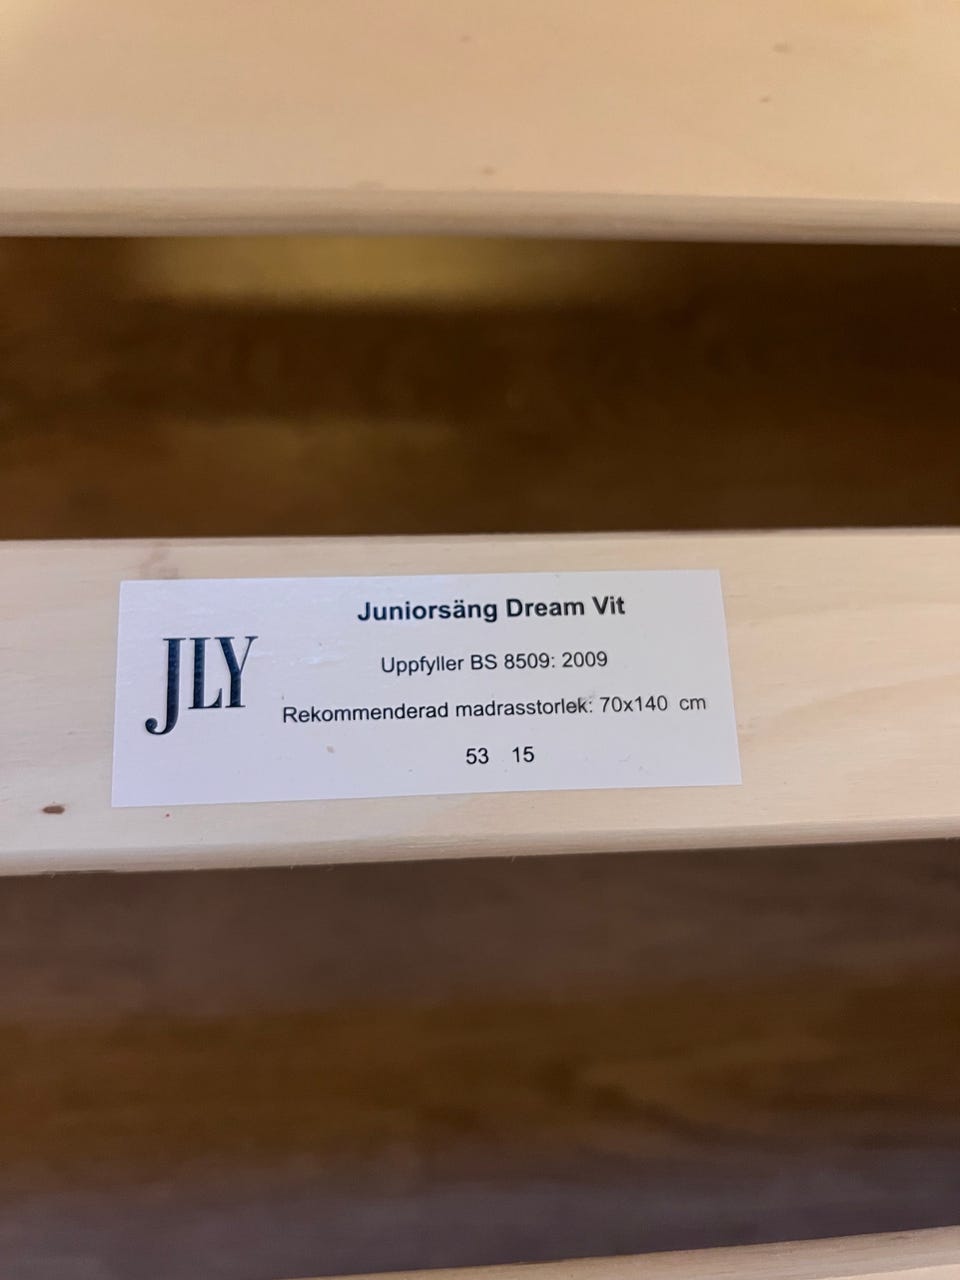 JLY
Juniorsäng Dream Vit
Uppfyller BS 8509: 2009
Rekommenderad madrasstorlek: 70x140 cm
53 15